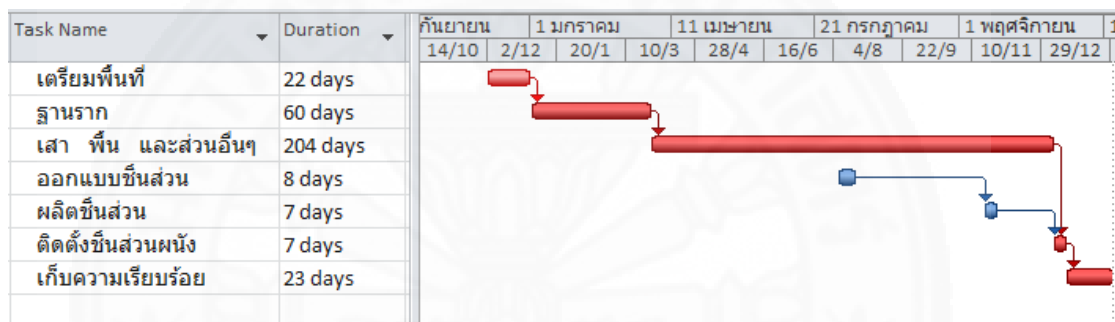 Task Name Duration กันยายน 1 มกราคม 11 เมษายน 21 กรกฎาคม 1 พฤศจิกายน 1
14/10 2/12 20/1 10/3 28/4 16/6 4/8 22/9 10/11 29/12
เตรียมพื้นที่ 22 days
ฐานราก 60 days
เสา พื้น และส่วนอื่นๆ 204 days
ออกแบบชิ้นส่วน 8 days
ผลิตชิ้นส่วน 7 days
ติดตั้งชิ้นส่วนผนัง 7 days
เก็บความเรียบร้อย 23 days